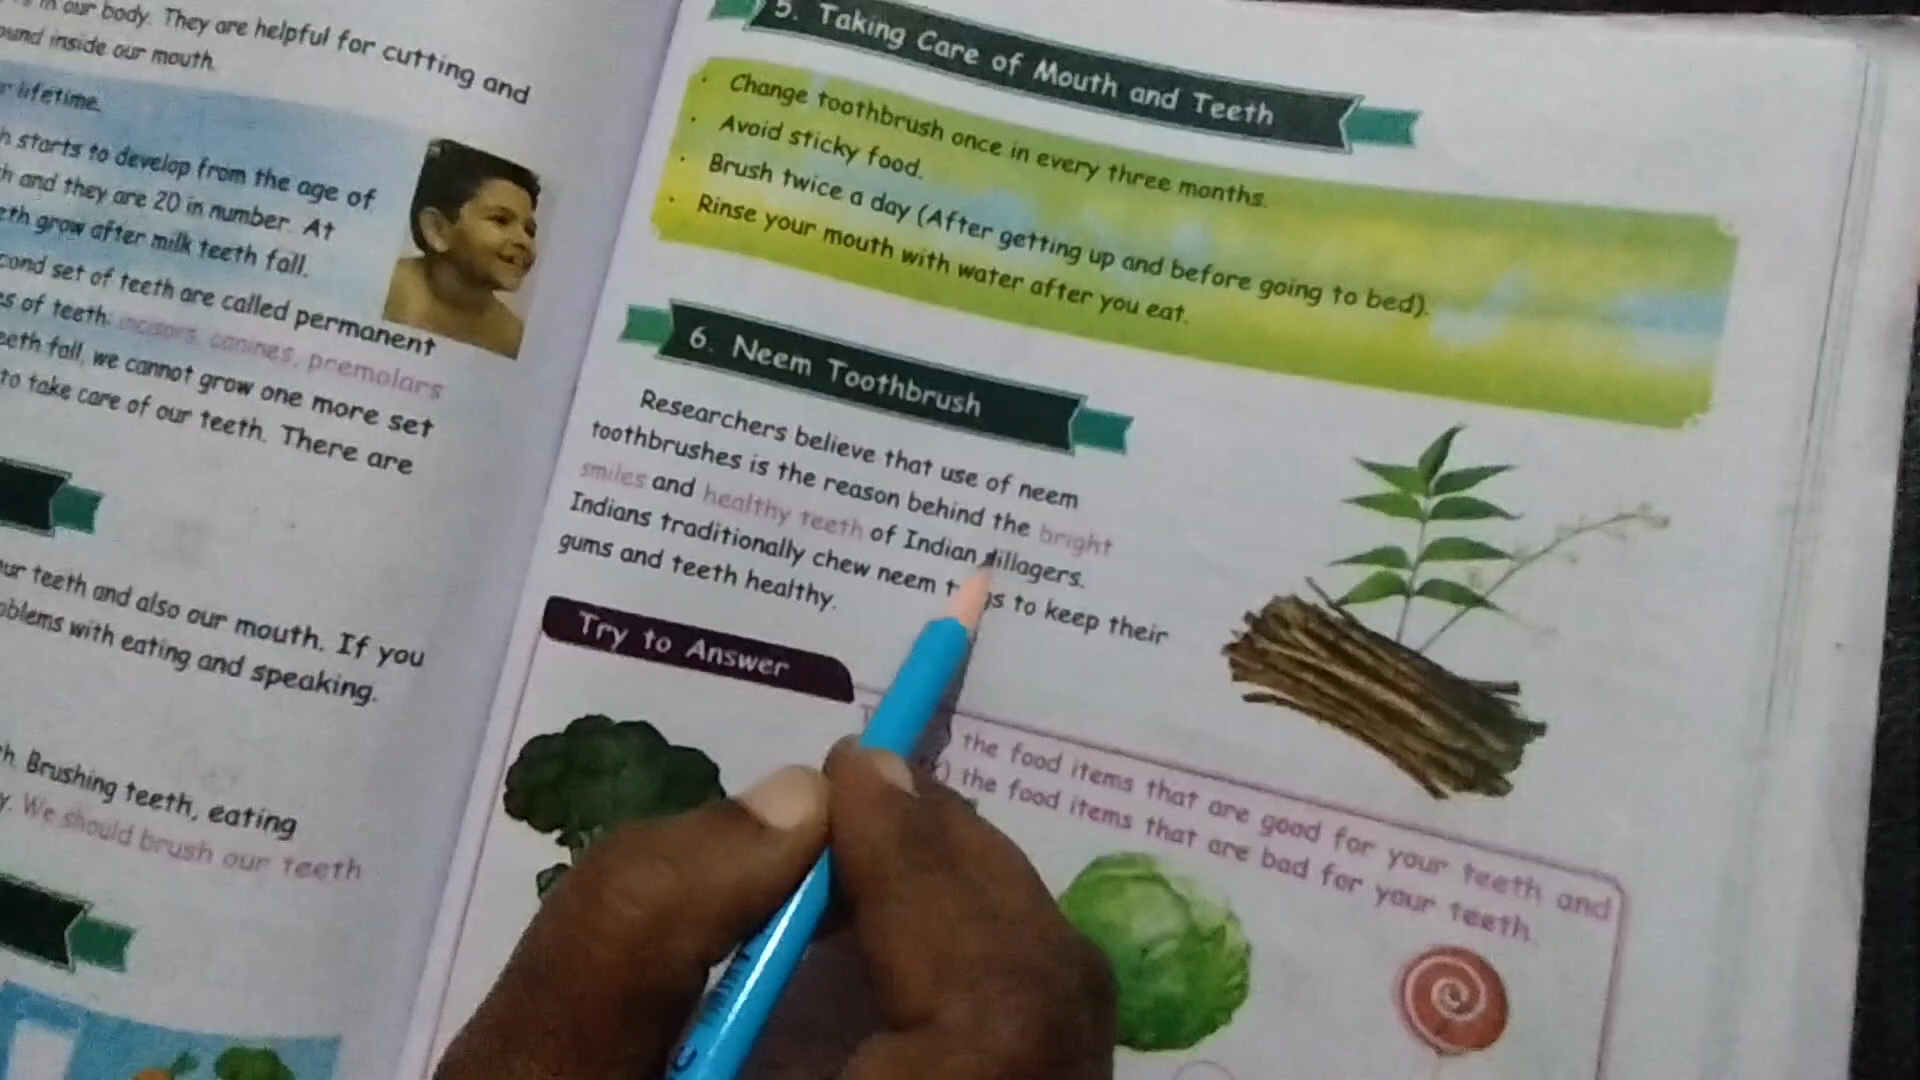 in our body. They are helpful for cutting and
inside our mouth.
lifetime.
starts to develop from the age of
and they are 20 in number. At
grow after milk teeth fall.
set of teeth are called permanent
of teeth: incisors, canines, premolars
fall, we cannot grow one more set
to take care of our teeth. There are
teeth and also our mouth. If you
with eating and speaking.
Brushing teeth, eating
We should brush our teeth
5. Taking Care of Mouth and Teeth
· Change toothbrush once in every three months.
· Avoid sticky food.
· Brush twice a day (After getting up and before going to bed).
· Rinse your mouth with water after you eat.
6. Neem Toothbrush
Researchers believe that use of neem
toothbrushes is the reason behind the bright
smiles and healthy teeth of Indian villagers.
Indians traditionally chew neem to keep their
gums and teeth healthy.
Try to Answer
the food items that are good for your teeth and
the food items that are bad for your teeth.